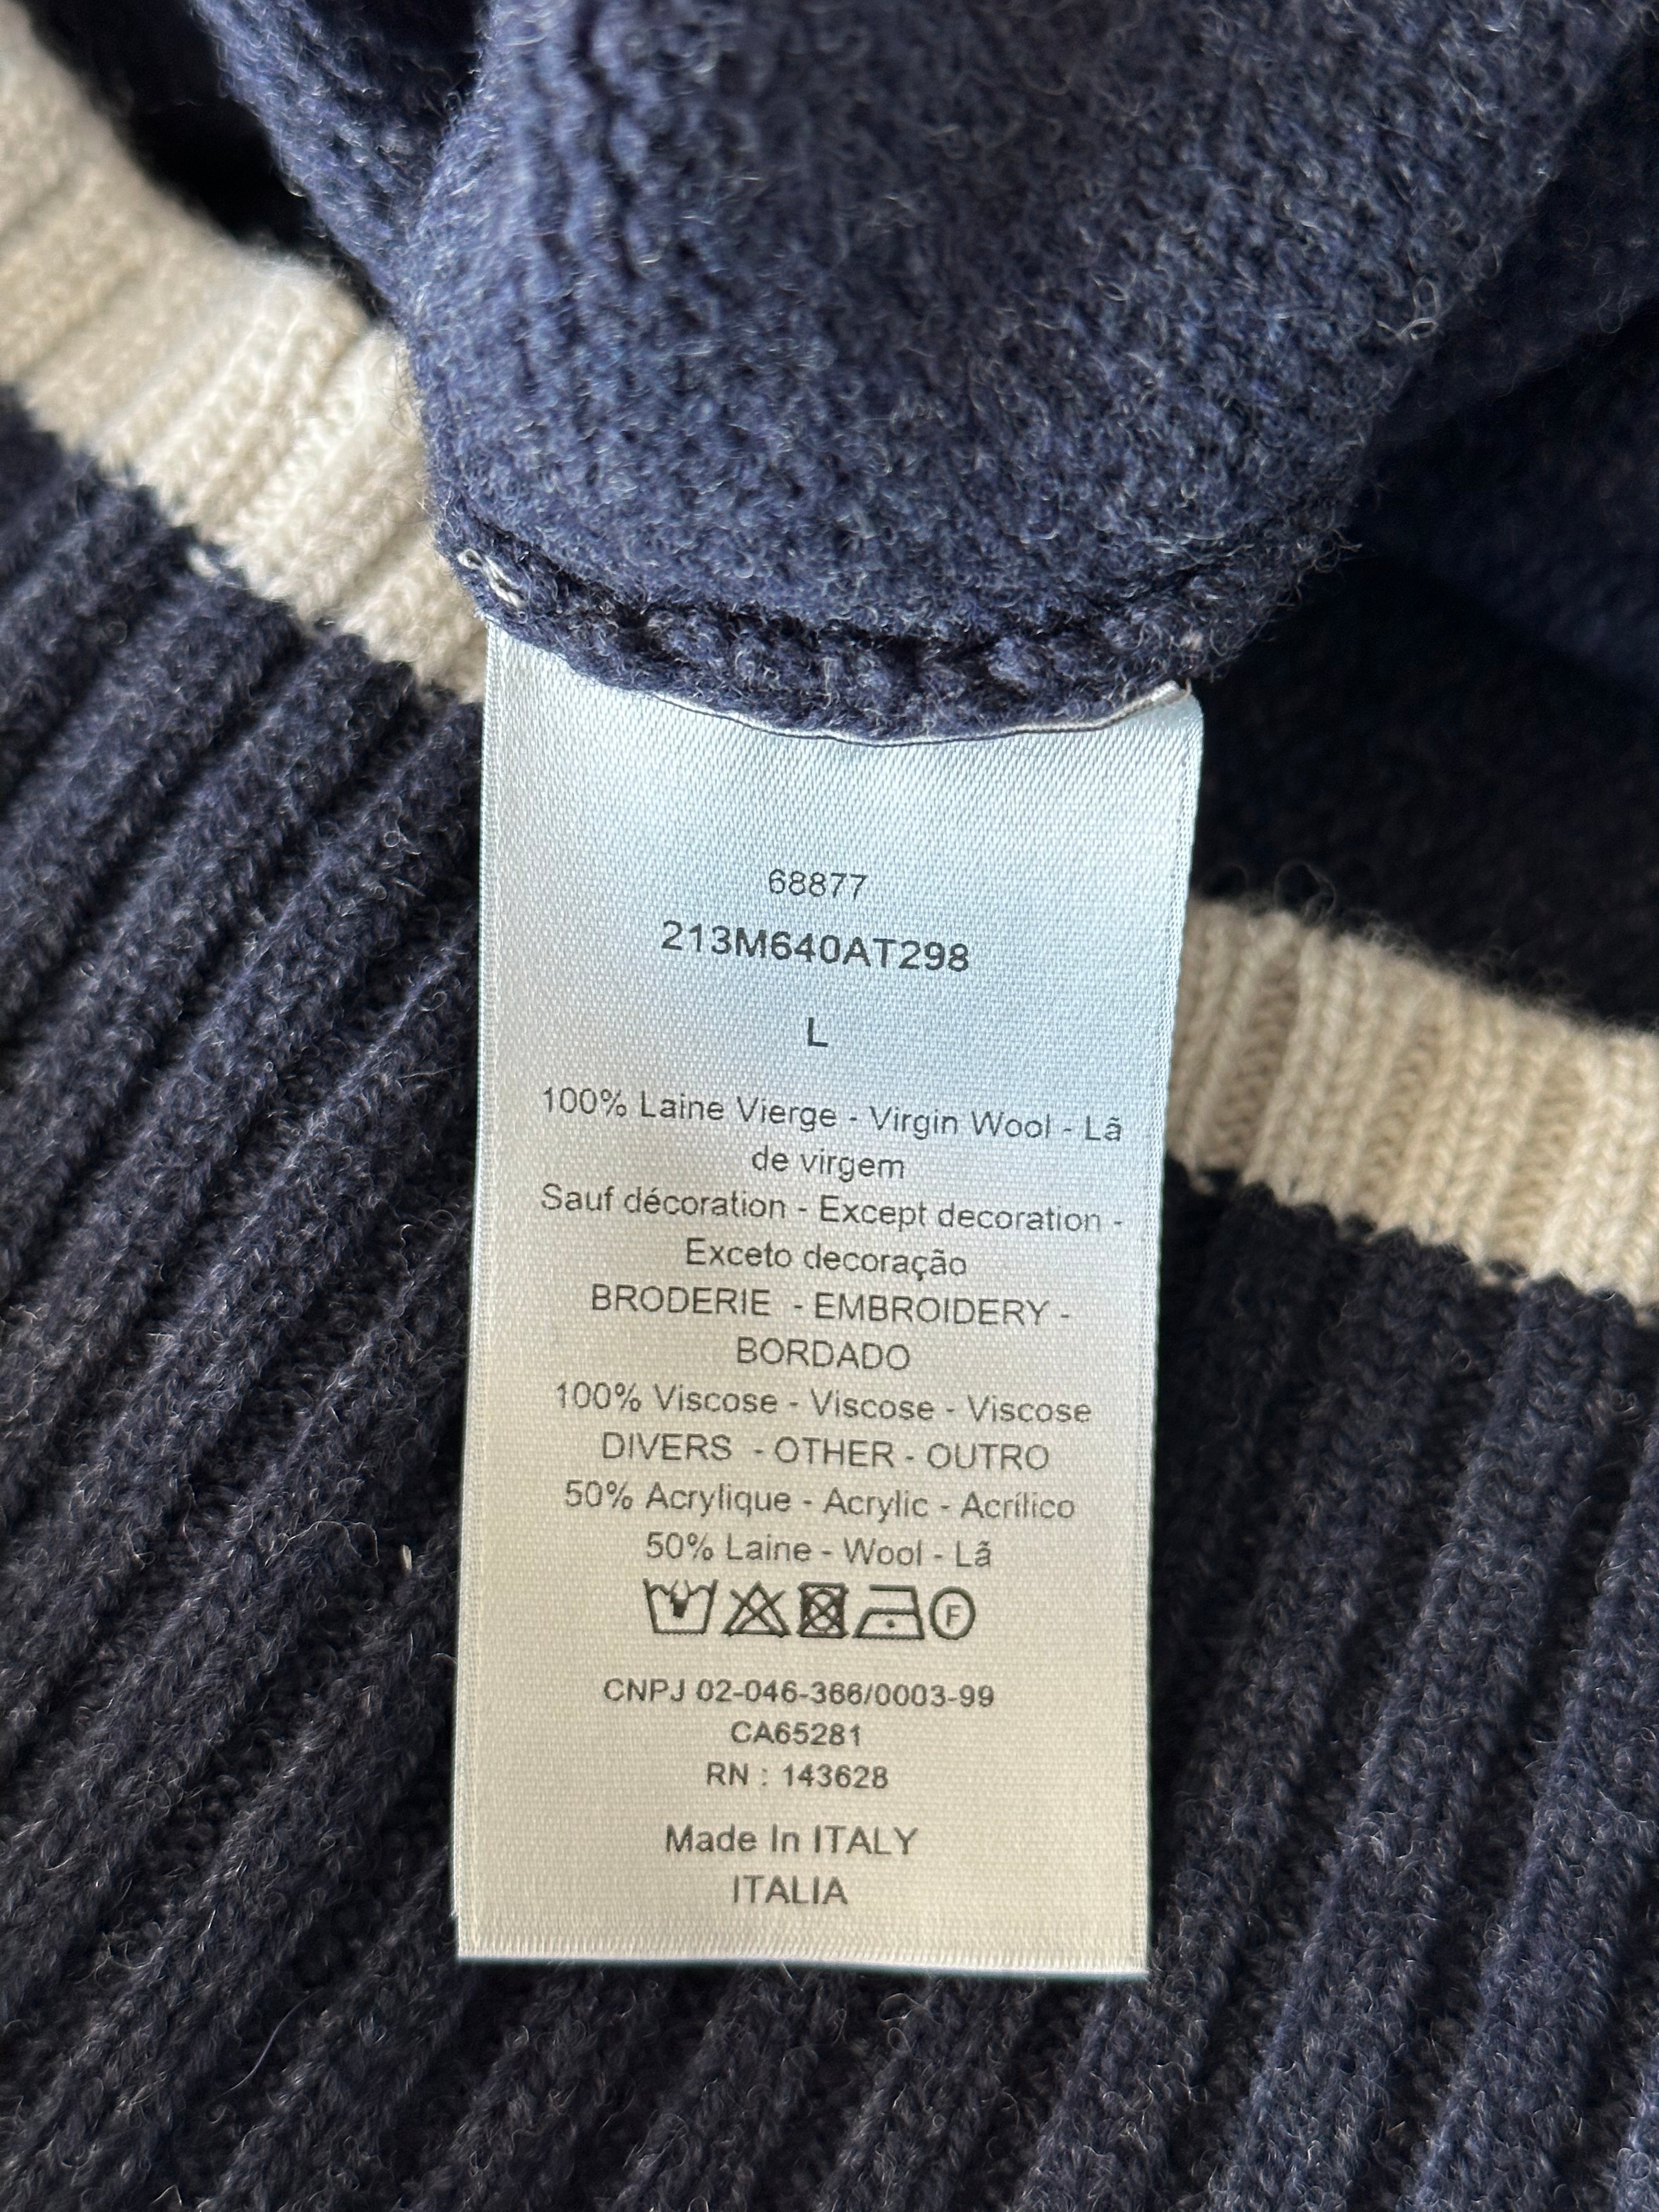 68877
213M640AT298
L
100% Laine Vierge - Virgin Wool - Lã
de virgem
Sauf décoration - Except decoration -
Exceto decoração
BRODERIE - EMBROIDERY -
BORDADO
100% Viscose - Viscose - Viscose
DIVERS - OTHER - OUTRO
50% Acrylique - Acrylic - Acrílico
50% Laine - Wool - Lã
F
CNPJ 02-046-366/0003-99
CA65281
RN : 143628
Made In ITALY
ITALIA